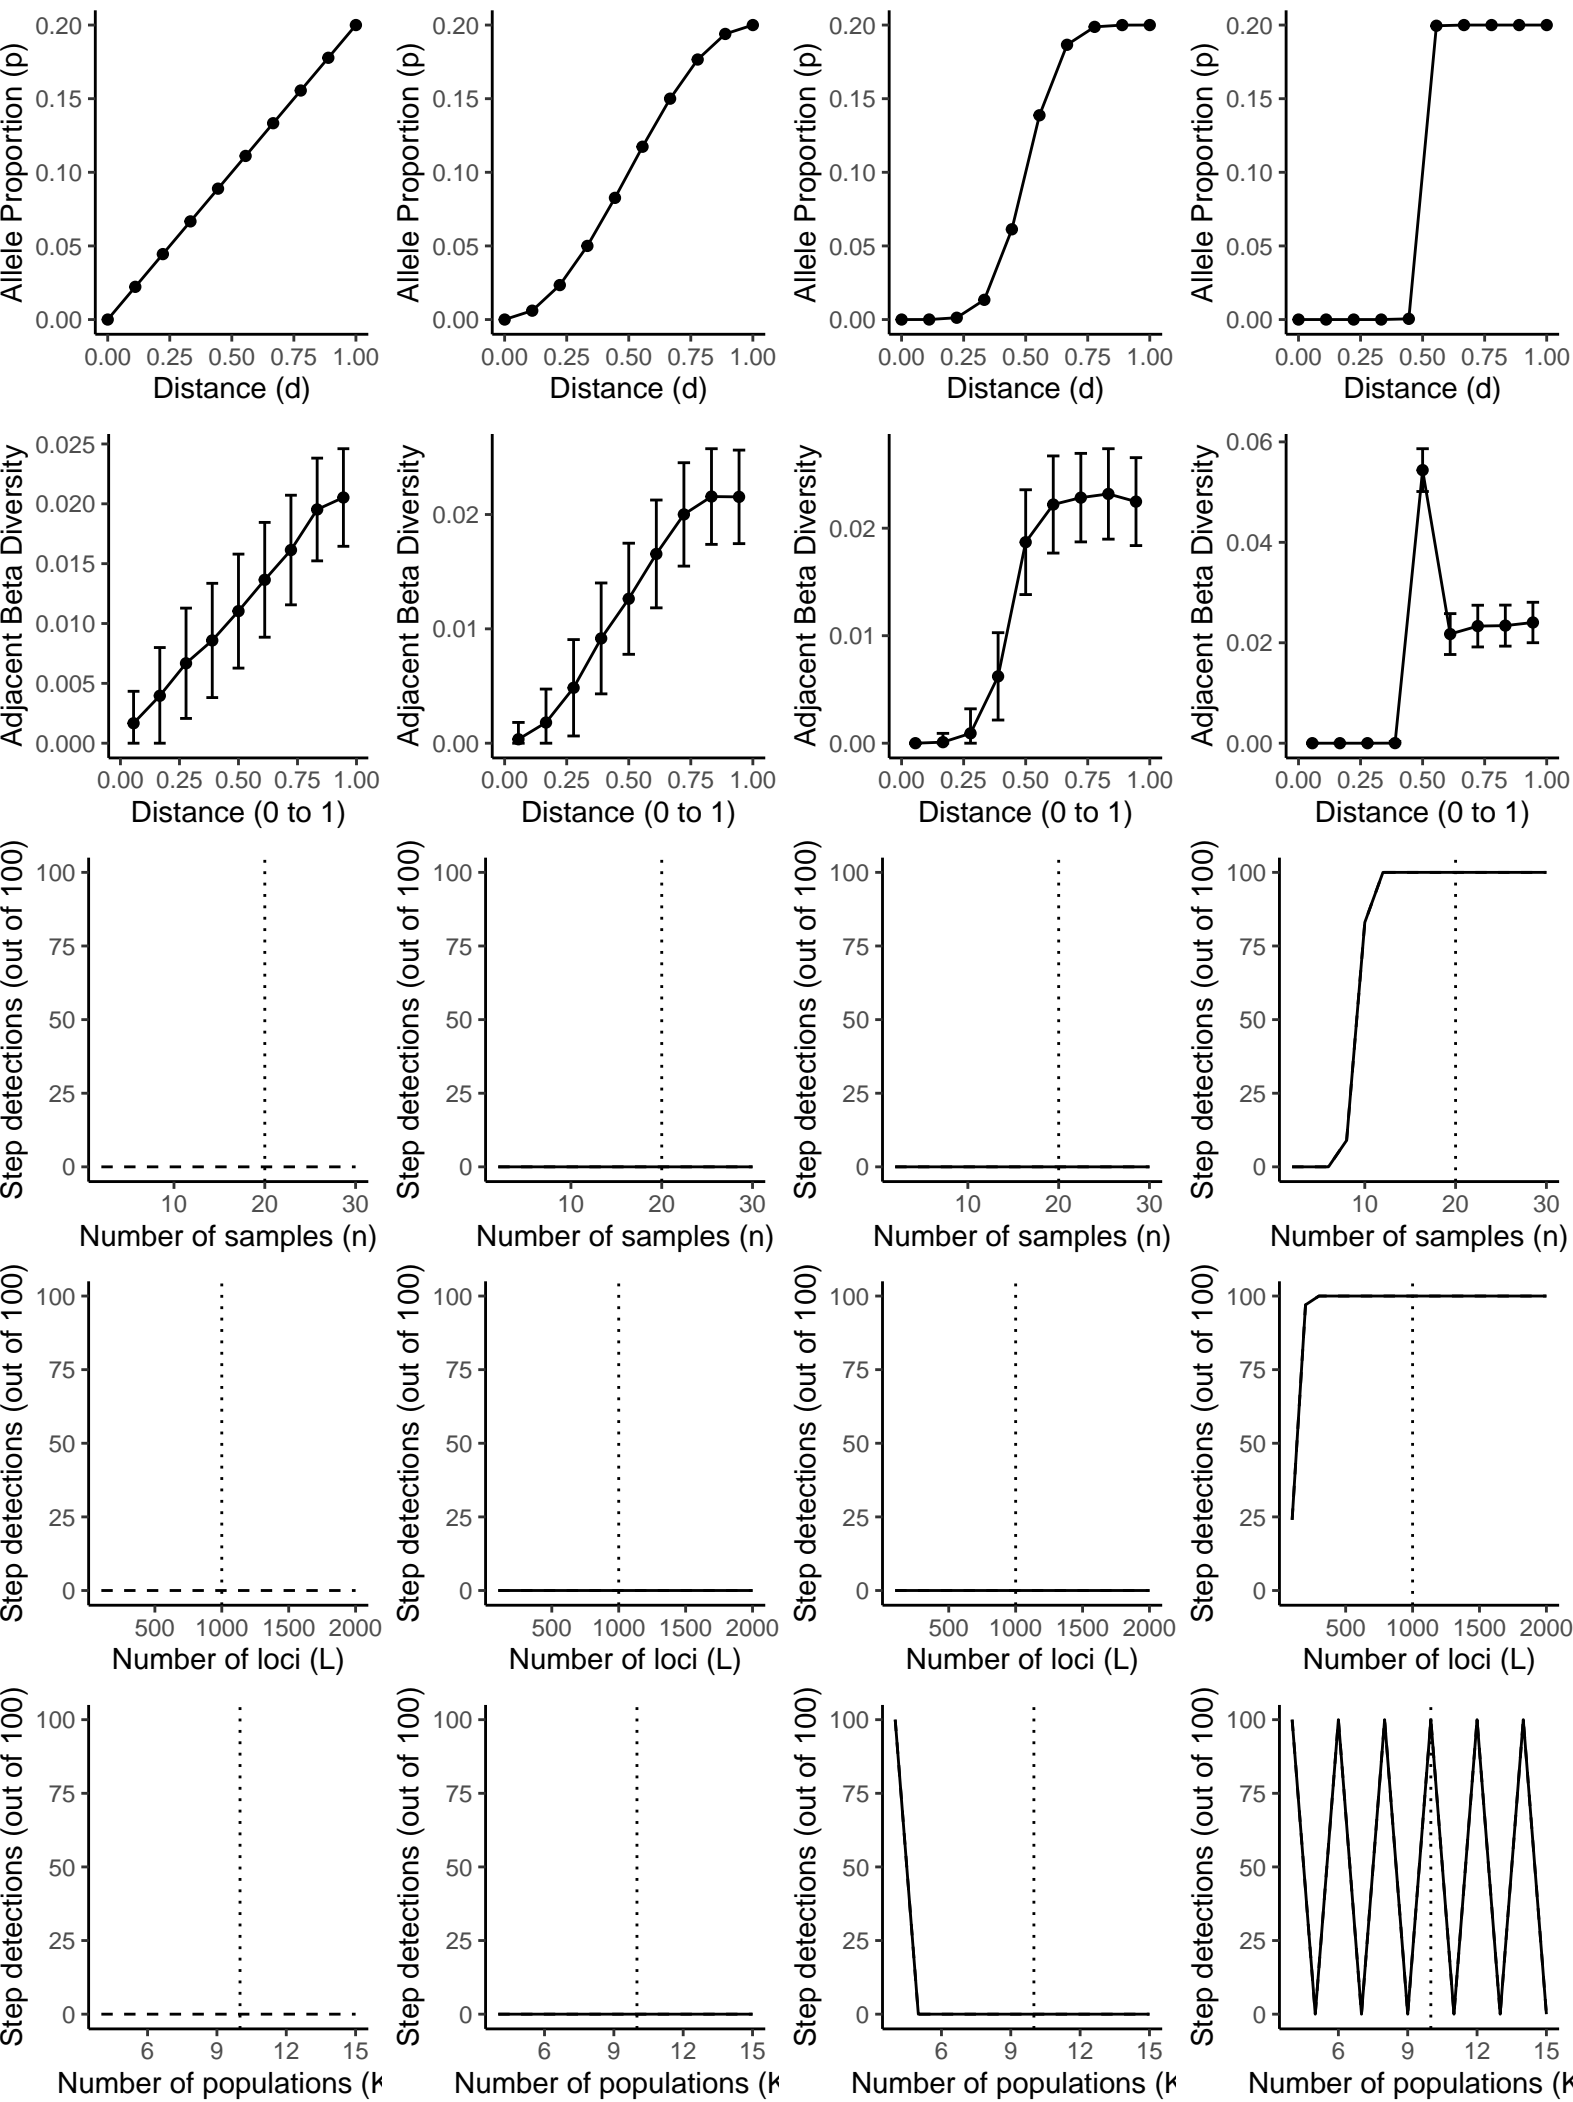 Allele Proportion (p)
0.20
0.15
0.10
0.05
0.00
0.00 0.25 0.50 0.75 1.00
Distance (d)
Allele Proportion (p)
0.20
0.15
0.10
0.05
0.00
0.00 0.25 0.50 0.75 1.00
Distance (d)
Allele Proportion (p)
0.20
0.15
0.10
0.05
0.00
0.00 0.25 0.50 0.75 1.00
Distance (d)
Allele Proportion (p)
0.20
0.15
0.10
0.05
0.00
0.00 0.25 0.50 0.75 1.00
Distance (d)
Adjacent Beta Diversity
0.025
0.020
0.015
0.010
0.005
0.000
0.00 0.25 0.50 0.75 1.00
Distance (0 to 1)
Adjacent Beta Diversity
0.02
0.01
0.00
0.00 0.25 0.50 0.75 1.00
Distance (0 to 1)
Adjacent Beta Diversity
0.02
0.01
0.00
0.00 0.25 0.50 0.75 1.00
Distance (0 to 1)
Adjacent Beta Diversity
0.06
0.04
0.02
0.00
0.00 0.25 0.50 0.75 1.00
Distance (0 to 1)
Step detections (out of 100)
100
75
50
25
0
10 20 30
Number of samples (n)
Step detections (out of 100)
100
75
50
25
0
10 20 30
Number of samples (n)
Step detections (out of 100)
100
75
50
25
0
10 20 30
Number of samples (n)
Step detections (out of 100)
100
75
50
25
0
10 20 30
Number of samples (n)
Step detections (out of 100)
100
75
50
25
0
500 1000 1500 2000
Number of loci (L)
Step detections (out of 100)
100
75
50
25
0
500 1000 1500 2000
Number of loci (L)
Step detections (out of 100)
100
75
50
25
0
500 1000 1500 2000
Number of loci (L)
Step detections (out of 100)
100
75
50
25
0
500 1000 1500 2000
Number of loci (L)
Step detections (out of 100)
100
75
50
25
0
6 9 12 15
Number of populations (K
Step detections (out of 100)
100
75
50
25
0
6 9 12 15
Number of populations (K
Step detections (out of 100)
100
75
50
25
0
6 9 12 15
Number of populations (K
Step detections (out of 100)
100
75
50
25
0
6 9 12 15
Number of populations (K